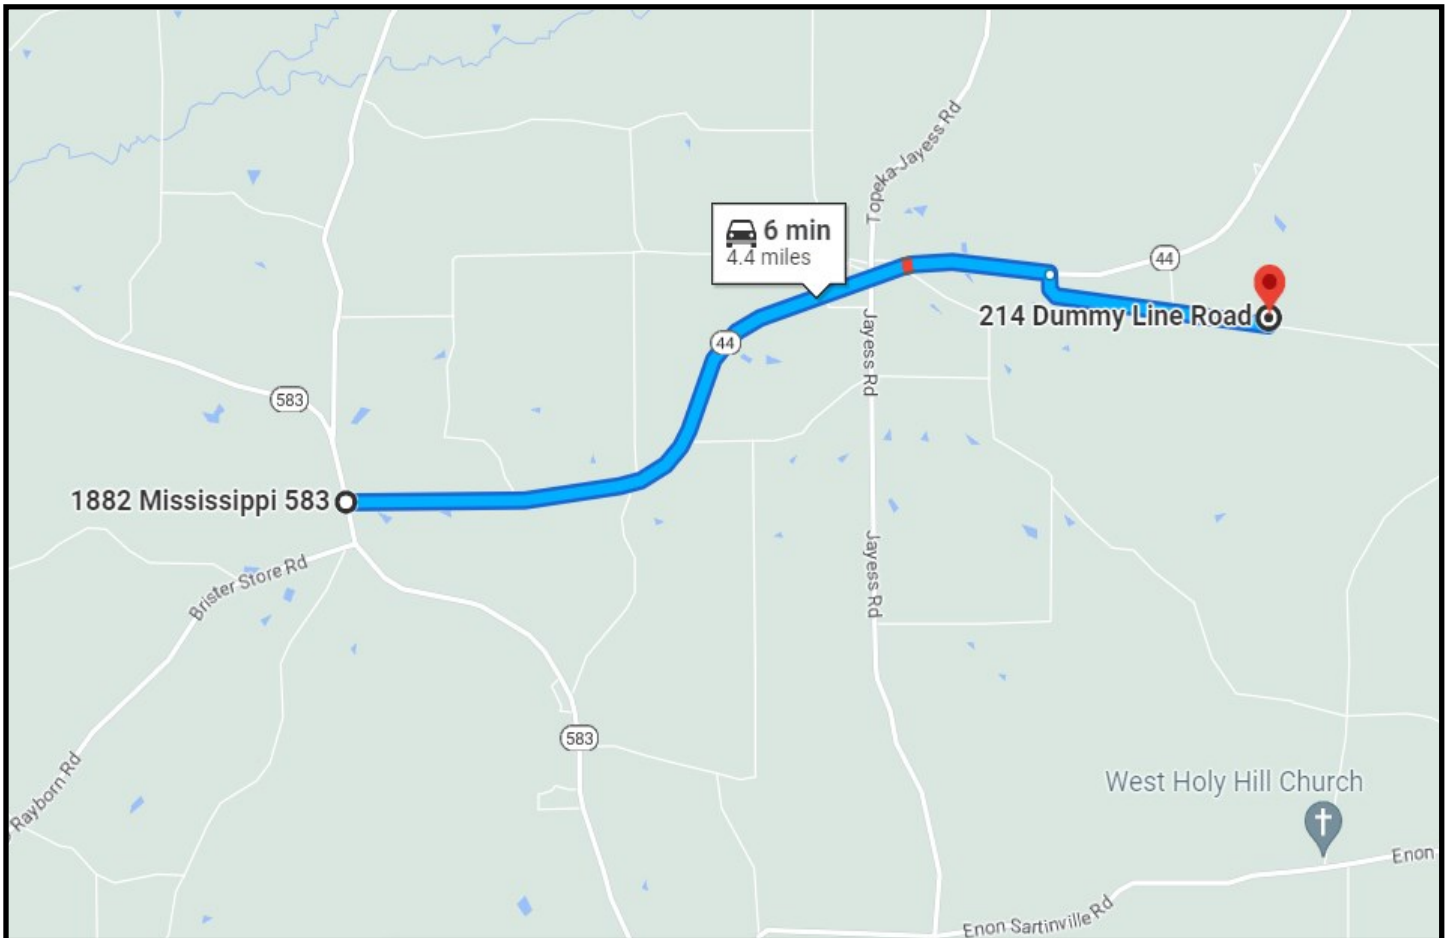 Topeka-Jayess Rd
6 min
4.4 miles
44
214 Dummy Line Road
44
Jayess Rd
583
1882 Mississippi 583
Brister Store Rd
Jayess Rd
583
Rayborn Rd
West Holy Hill Church
Enon
Enon Sartinville Rd